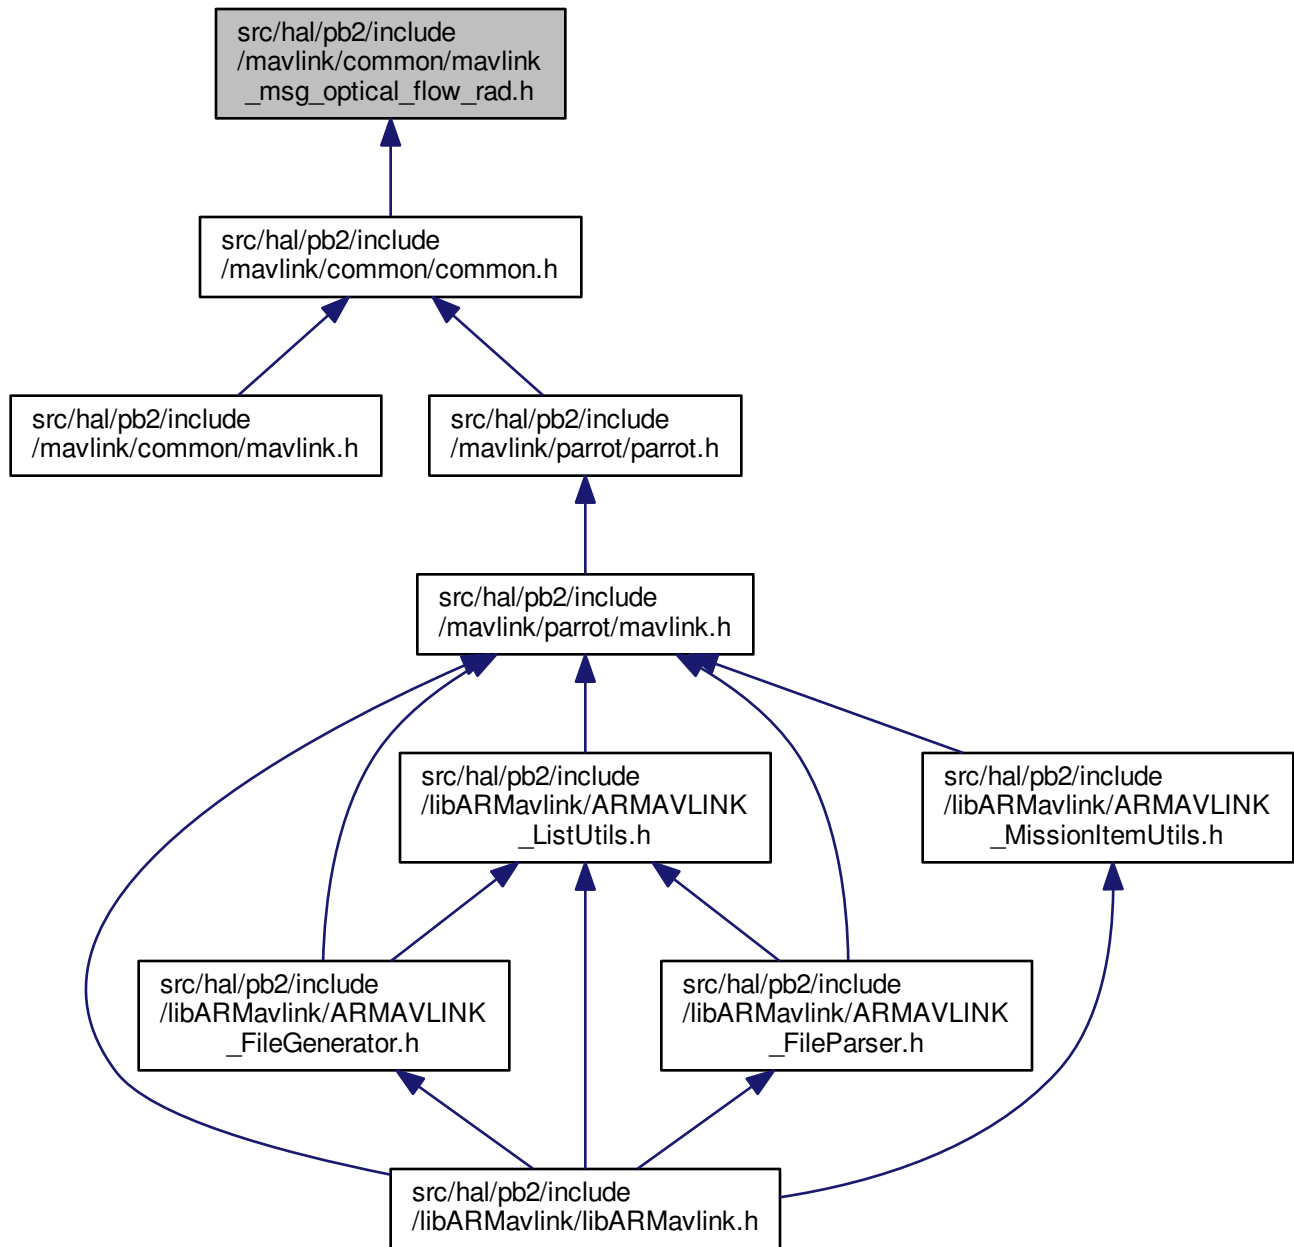 src/hal/pb2/include
/mavlink/common/mavlink
_msg_optical_flow_rad.h
src/hal/pb2/include
/mavlink/common/common.h
src/hal/pb2/include
/mavlink/common/mavlink.h
src/hal/pb2/include
/mavlink/parrot/parrot.h
src/hal/pb2/include
/mavlink/parrot/mavlink.h
src/hal/pb2/include
/libARMavlink/ARMAVLINK
_ListUtils.h
src/hal/pb2/include
/libARMavlink/ARMAVLINK
_MissionItemUtils.h
src/hal/pb2/include
/libARMavlink/ARMAVLINK
_FileGenerator.h
src/hal/pb2/include
/libARMavlink/ARMAVLINK
_FileParser.h
src/hal/pb2/include
/libARMavlink/libARMavlink.h